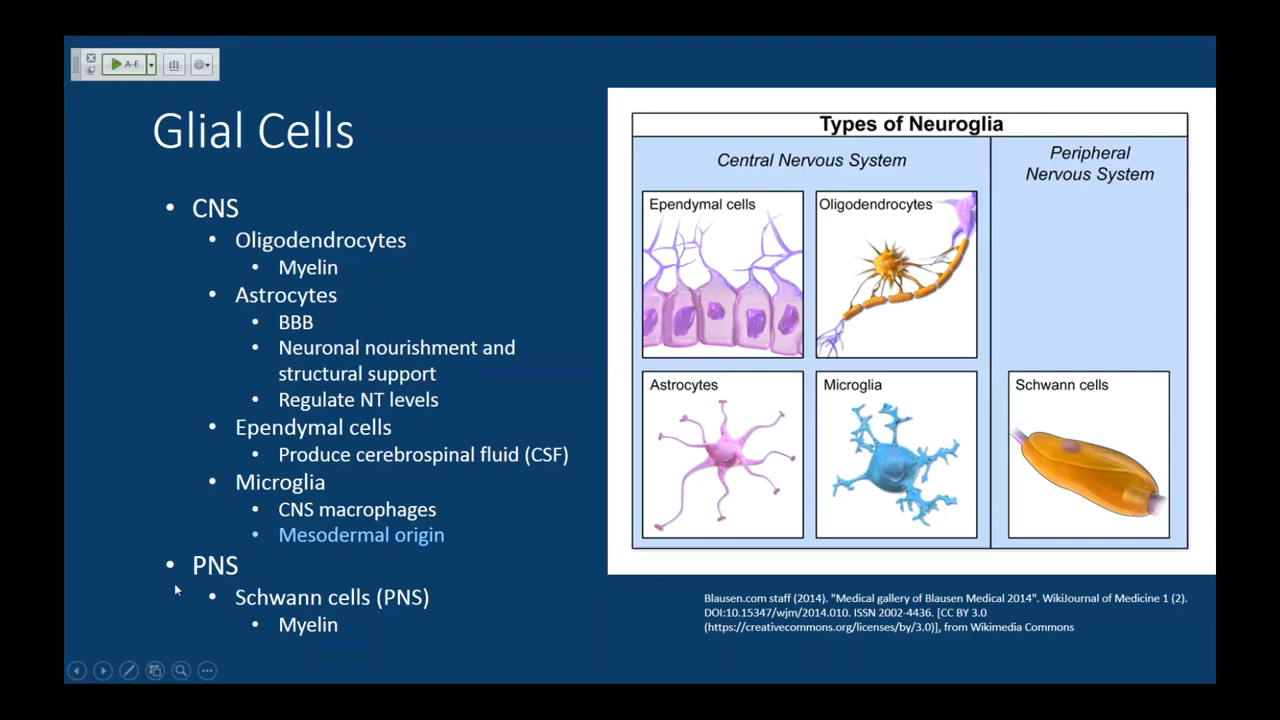 A-E
Glial Cells
• CNS
• Oligodendrocytes
• Myelin
• Astrocytes
• BBB
• Neuronal nourishment and
structural support
• Regulate NT levels
• Ependymal cells
• Produce cerebrospinal fluid (CSF)
• Microglia
• CNS macrophages
• Mesodermal origin
• PNS
• Schwann cells (PNS)
• Myelin
Types of Neuroglia
Central Nervous System
Peripheral
Nervous System
Ependymal cells
Oligodendrocytes
Astrocytes
Microglia
Schwann cells
Blausen.com staff (2014). "Medical gallery of Blausen Medical 2014". WikiJournal of Medicine 1 (2).
DOI:10.15347/wjm/2014.010. ISSN 2002-4436. [CC BY 3.0
(https://creativecommons.org/licenses/by/3.0)], from Wikimedia Commons